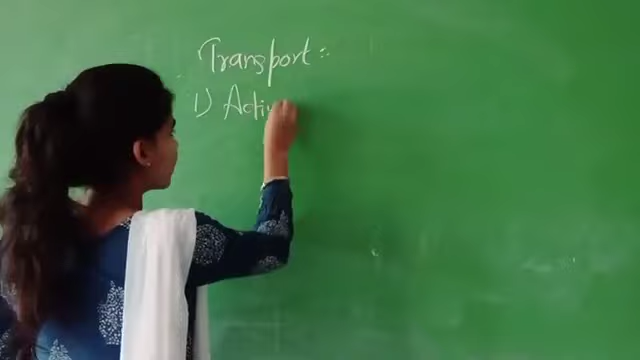 Transport :-
1) Acti